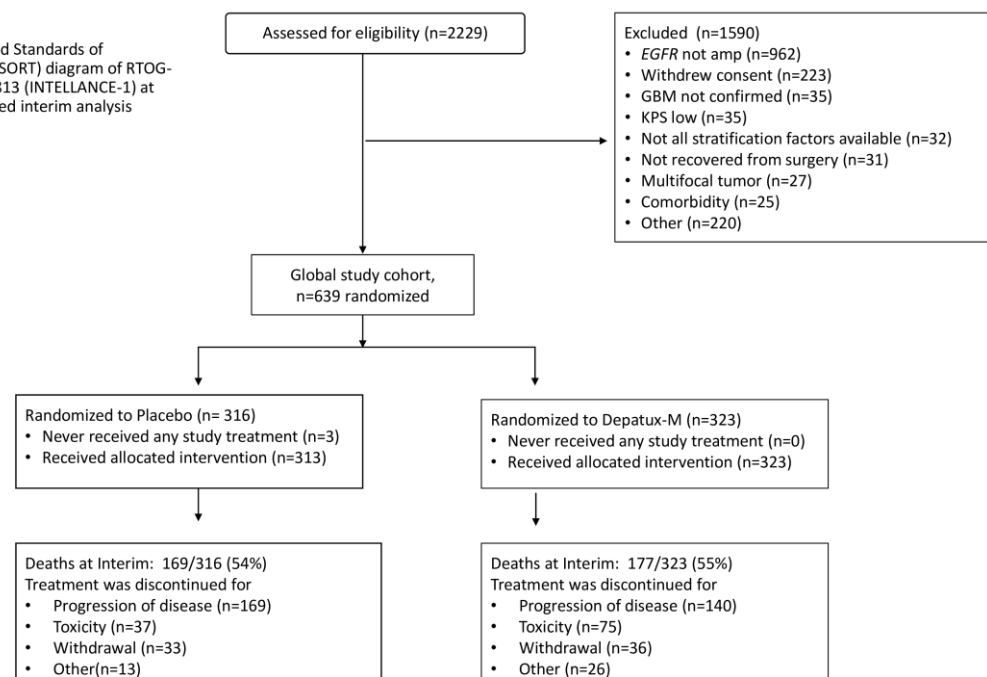 d Standards of
SORT) diagram of RTOG-
813 (INTELLANCE-1) at
ed interim analysis
Assessed for eligibility (n=2229)
Excluded (n=1590)
• EGFR not amp (n=962)
• Withdrew consent (n=223)
• GBM not confirmed (n=35)
• KPS low (n=35)
• Not all stratification factors available (n=32)
• Not recovered from surgery (n=31)
• Multifocal tumor (n=27)
• Comorbidity (n=25)
• Other (n=220)
Global study cohort,
n=639 randomized
Randomized to Placebo (n= 316)
• Never received any study treatment (n=3)
• Received allocated intervention (n=313)
Randomized to Depatux-M (n=323)
• Never received any study treatment (n=0)
• Received allocated intervention (n=323)
Deaths at Interim: 169/316 (54%)
Treatment was discontinued for
• Progression of disease (n=169)
• Toxicity (n=37)
• Withdrawal (n=33)
• Other(n=13)
Deaths at Interim: 177/323 (55%)
Treatment was discontinued for
• Progression of disease (n=140)
• Toxicity (n=75)
• Withdrawal (n=36)
• Other (n=26)